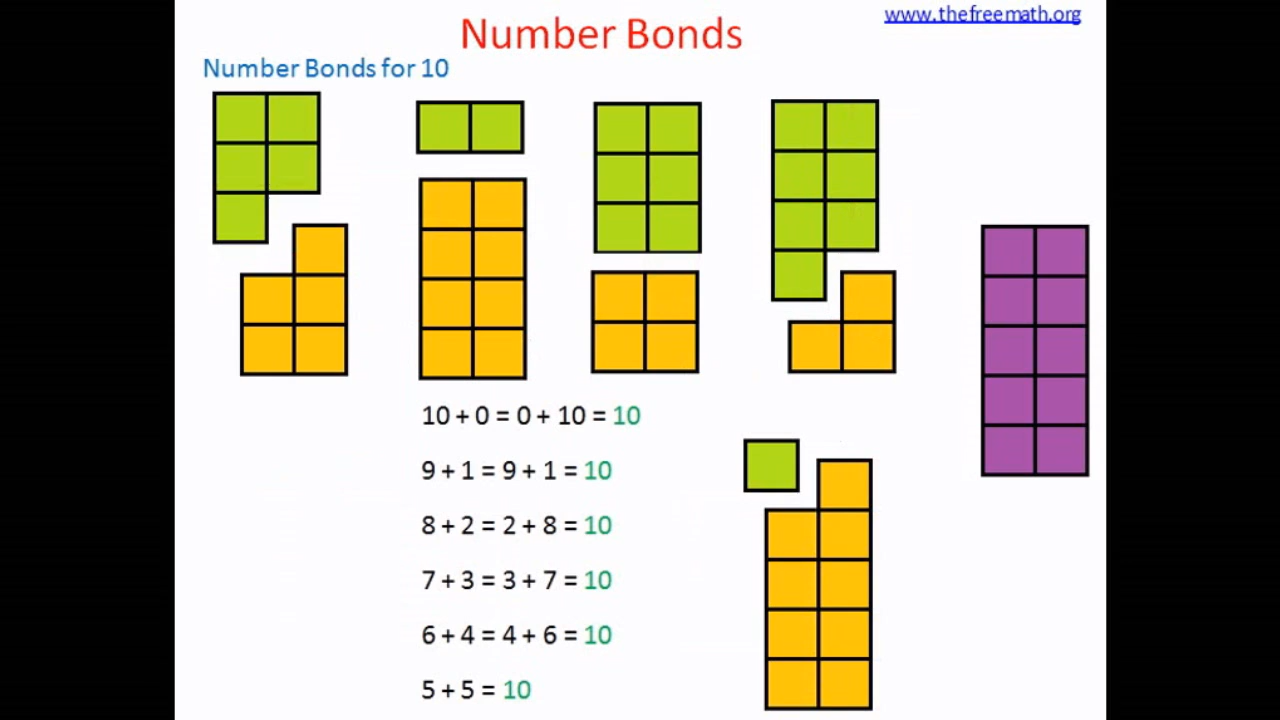 www.thefreemath.org
Number Bonds
Number Bonds for 10
10 + 0 = 0 + 10 = 10
9 + 1 = 9 + 1 = 10
8 + 2 = 2 + 8 = 10
7 + 3 = 3 + 7 = 10
6 + 4 = 4 + 6 = 10
5 + 5 = 10